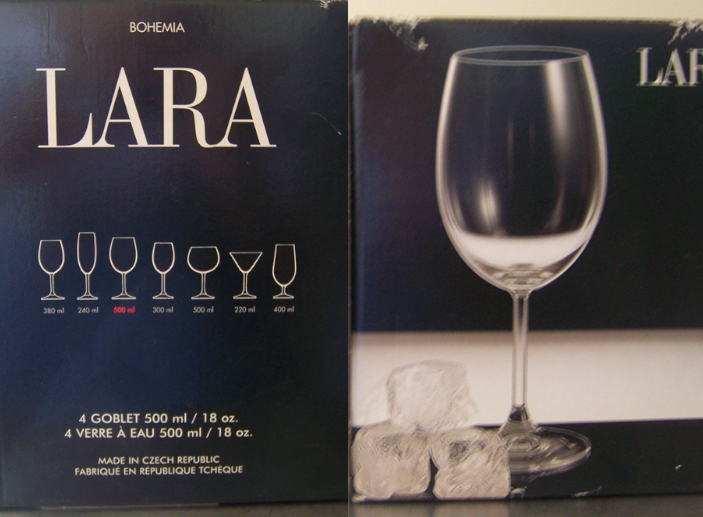 BOHEMIA
LARA
380 ml 240 ml 500 ml 300 ml 500 ml 220 ml 400 ml
4 GOBLET 500 ml / 18 oz.
4 VERRE À EAU 500 ml / 18 oz.
MADE IN CZECH REPUBLIC
FABRIQUÉ EN RÉPUBLIQUE TCHÈQUE
LAR